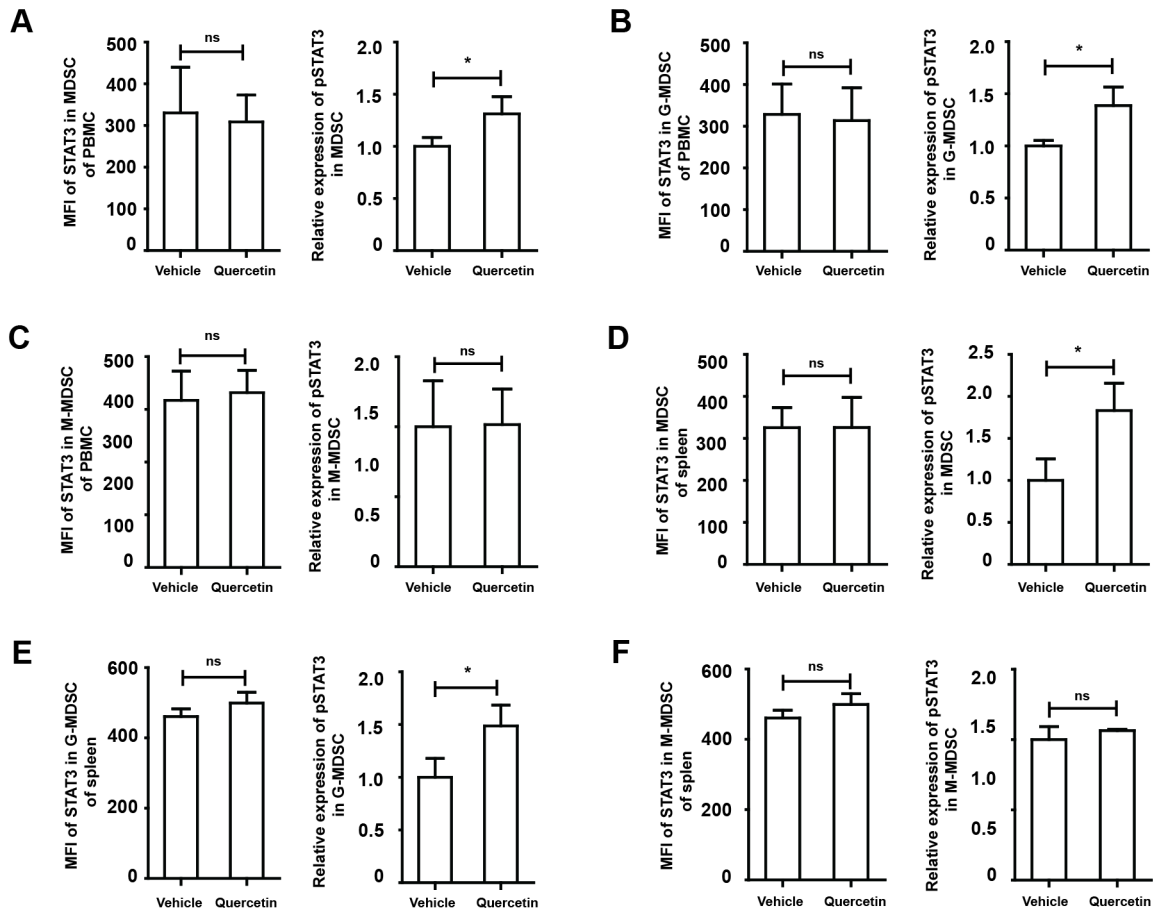 A
MFI of STAT3 in MDSC
of PBMC
500
400
300
200
100
0
ns
Vehicle
Quercetin
Relative expression of pSTAT3
in MDSC
2.0
1.5
1.0
0.5
0
*
Vehicle
Quercetin
B
MFI of STAT3 in G-MDSC
of PBMC
500
400
300
200
100
0
ns
Vehicle
Quercetin
Relative expression of pSTAT3
in G-MDSC
2.0
1.5
1.0
0.5
0
*
Vehicle
Quercetin
C
MFI of STAT3 in M-MDSC
of PBMC
500
400
300
200
100
0
ns
Vehicle
Quercetin
Relative expression of pSTAT3
in M-MDSC
2.0
1.5
1.0
0.5
0
ns
Vehicle
Quercetin
D
MFI of STAT3 in MDSC
of spleen
500
400
300
200
100
0
ns
Vehicle
Quercetin
Relative expression of pSTAT3
in MDSC
2.5
2.0
1.5
1.0
0.5
0
*
Vehicle
Quercetin
E
MFI of STAT3 in G-MDSC
of spleen
600
400
200
0
ns
Vehicle
Quercetin
Relative expression of pSTAT3
in G-MDSC
2.0
1.5
1.0
0.5
0
*
Vehicle
Quercetin
F
MFI of STAT3 in M-MDSC
of splen
600
400
200
0
ns
Vehicle
Quercetin
Relative expression of pSTAT3
in M-MDSC
2.0
1.5
1.0
0.5
0
ns
Vehicle
Quercetin